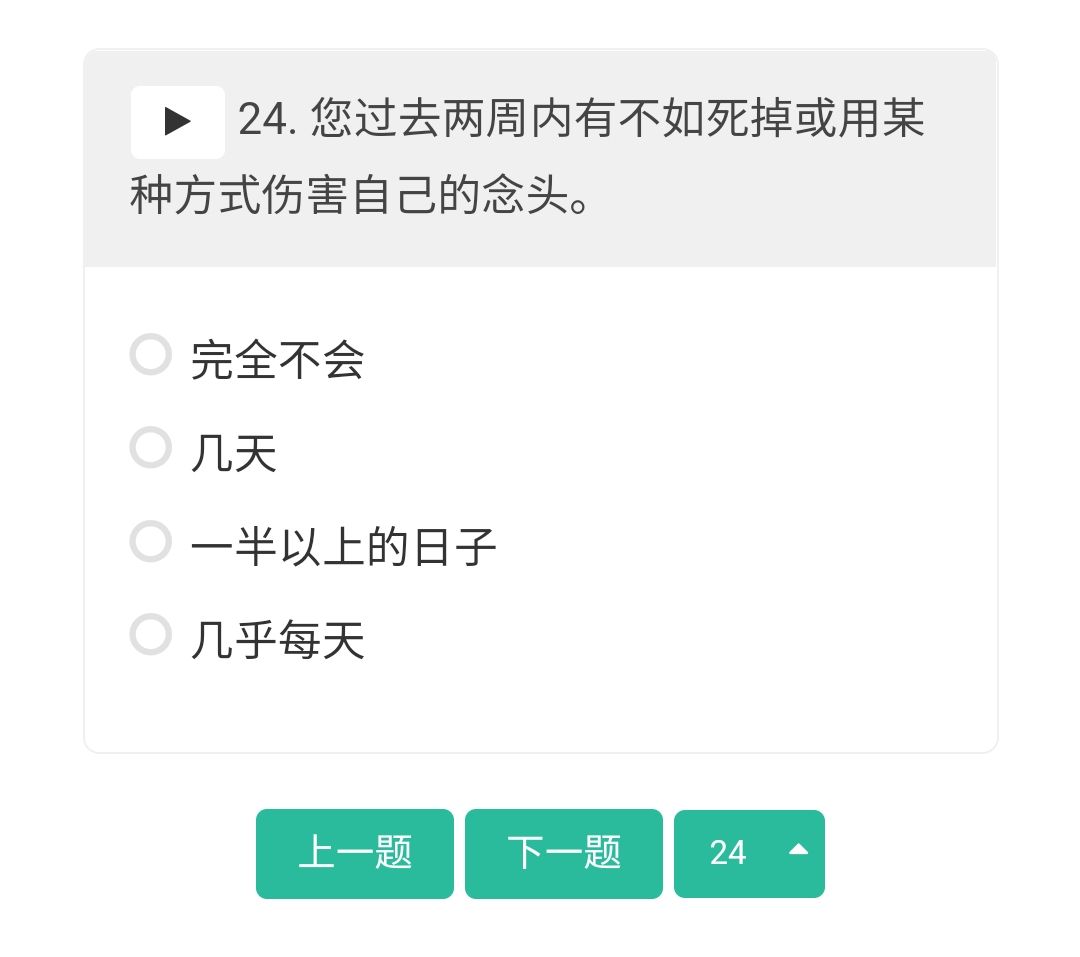 24. 您过去两周内有不如死掉或用某
种方式伤害自己的念头。
完全不会
几天
一半以上的日子
几乎每天
上一题 下一题 24